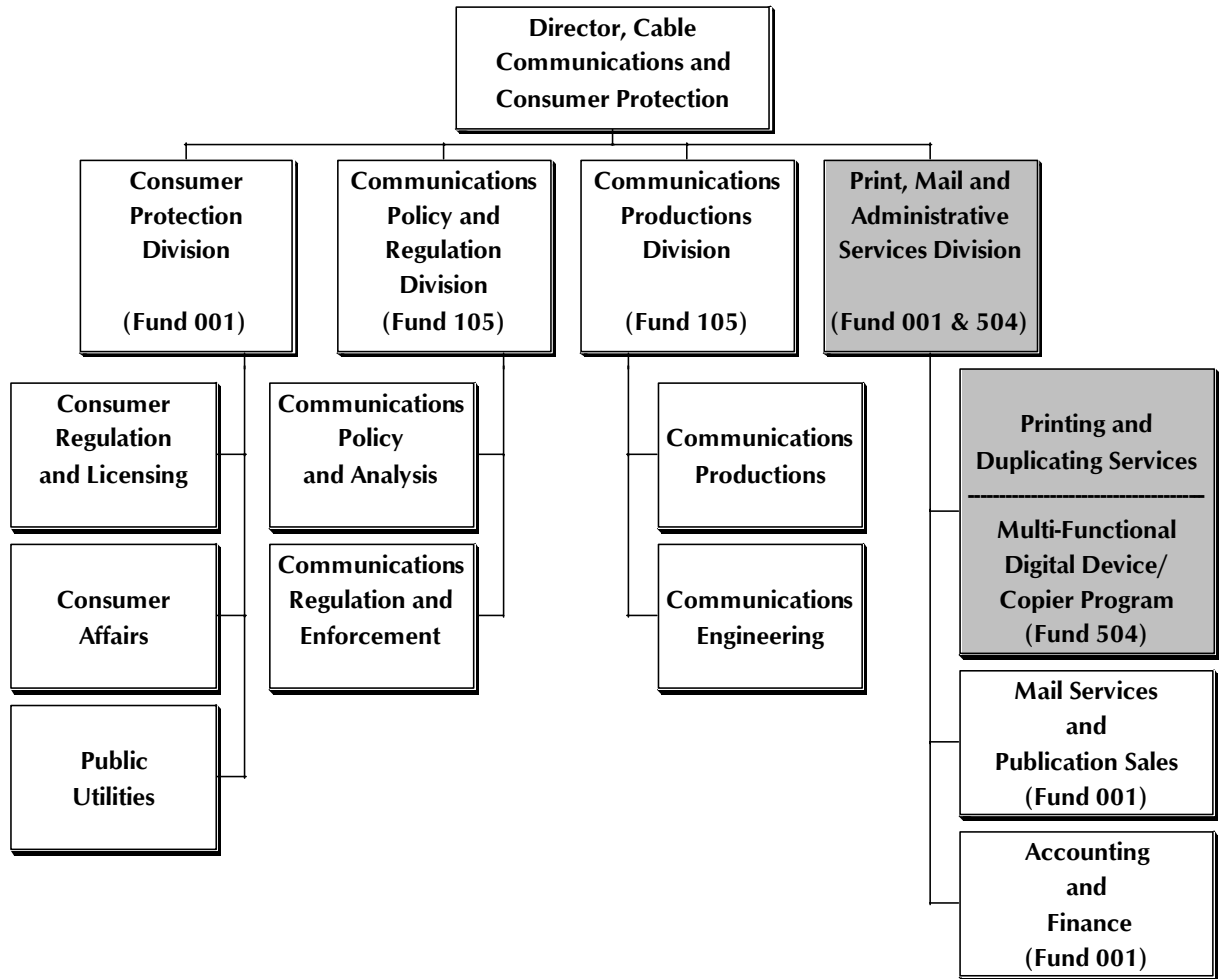 Director, Cable
Communications and
Consumer Protection
Consumer
Protection
Division
(Fund 001)
Communications
Policy and
Regulation
Division
(Fund 105)
Communications
Productions
Division
(Fund 105)
Print, Mail and
Administrative
Services Division
(Fund 001 & 504)
Consumer
Regulation
and Licensing
Consumer
Affairs
Public
Utilities
Communications
Policy
and Analysis
Communications
Regulation and
Enforcement
Communications
Productions
Communications
Engineering
Printing and
Duplicating Services
Multi-Functional
Digital Device/
Copier Program
(Fund 504)
Mail Services
and
Publication Sales
(Fund 001)
Accounting
and
Finance
(Fund 001)